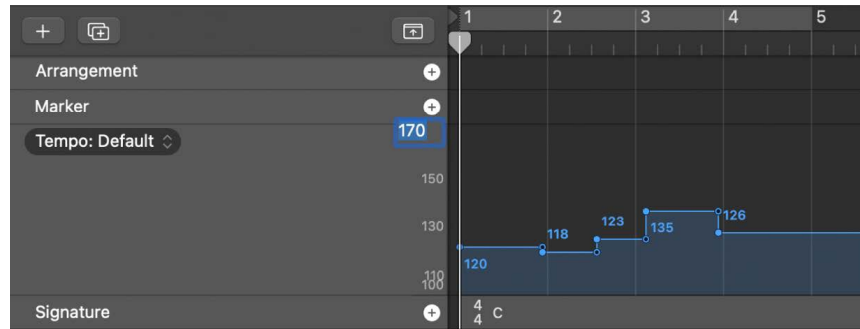 1 2 3 4 5
Arrangement
Marker
170
Tempo: Default
150
130
123
126
118
135
120
110
100
Signature
4
4 C